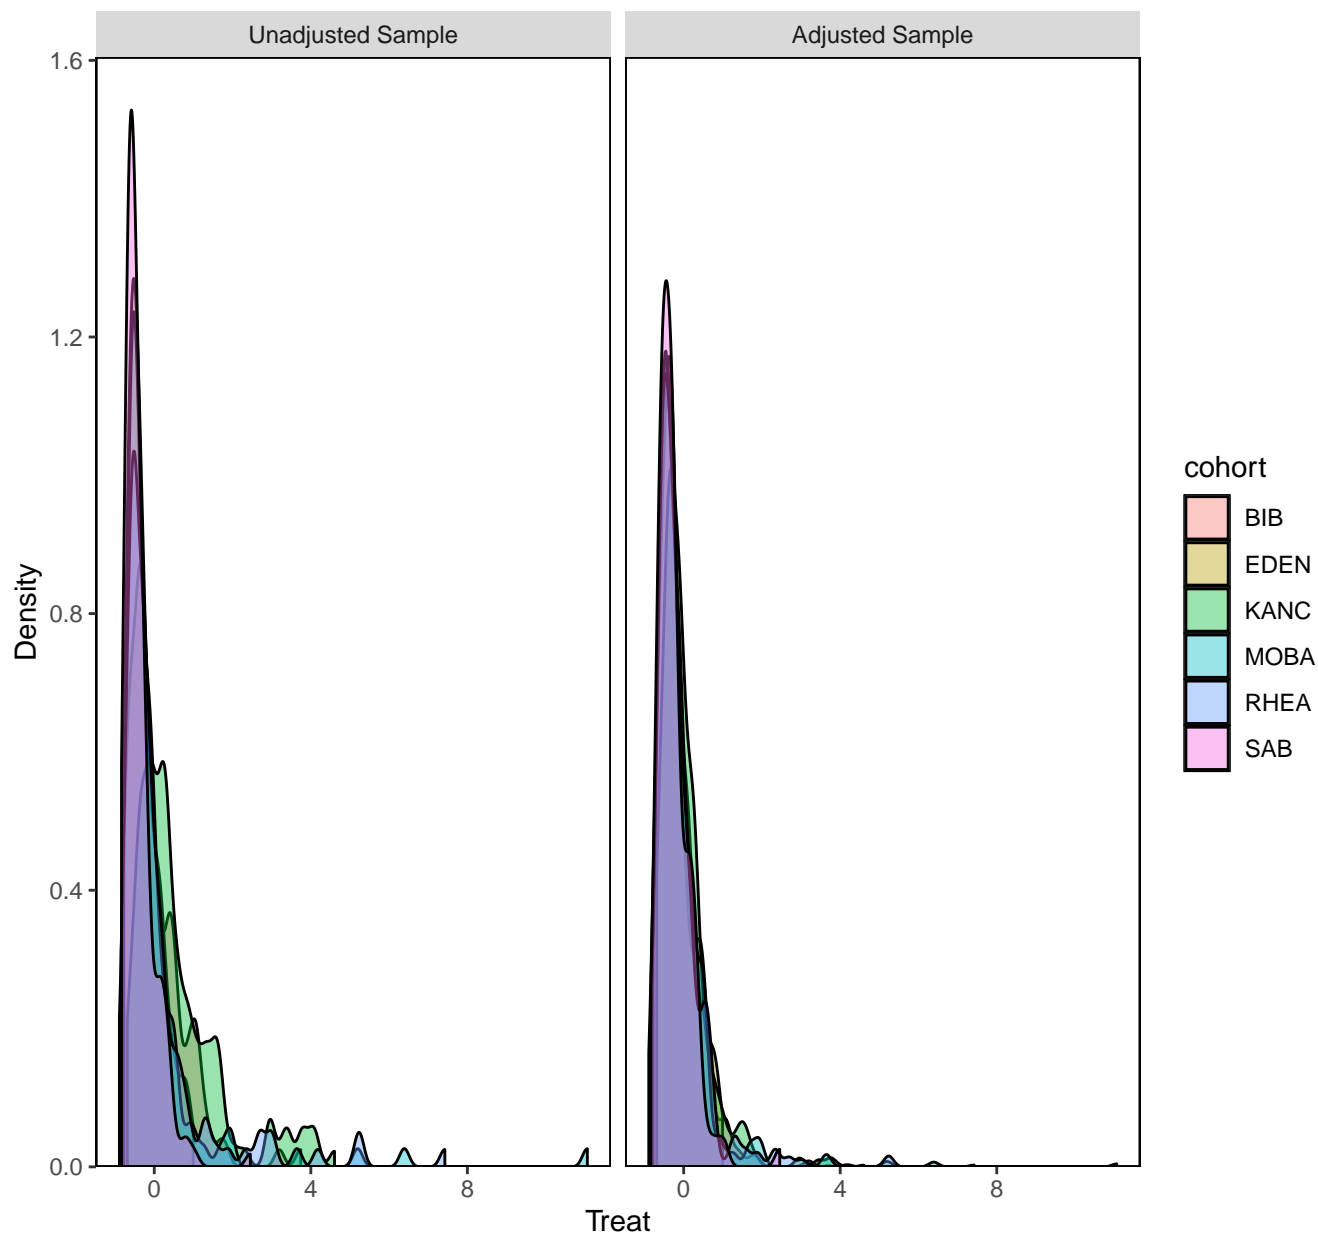 Unadjusted Sample
Adjusted Sample
1.6
1.2
0.8
0.4
0.0
Density
0
4
8
0
4
8
Treat
cohort
BIB
EDEN
KANC
MOBA
RHEA
SAB